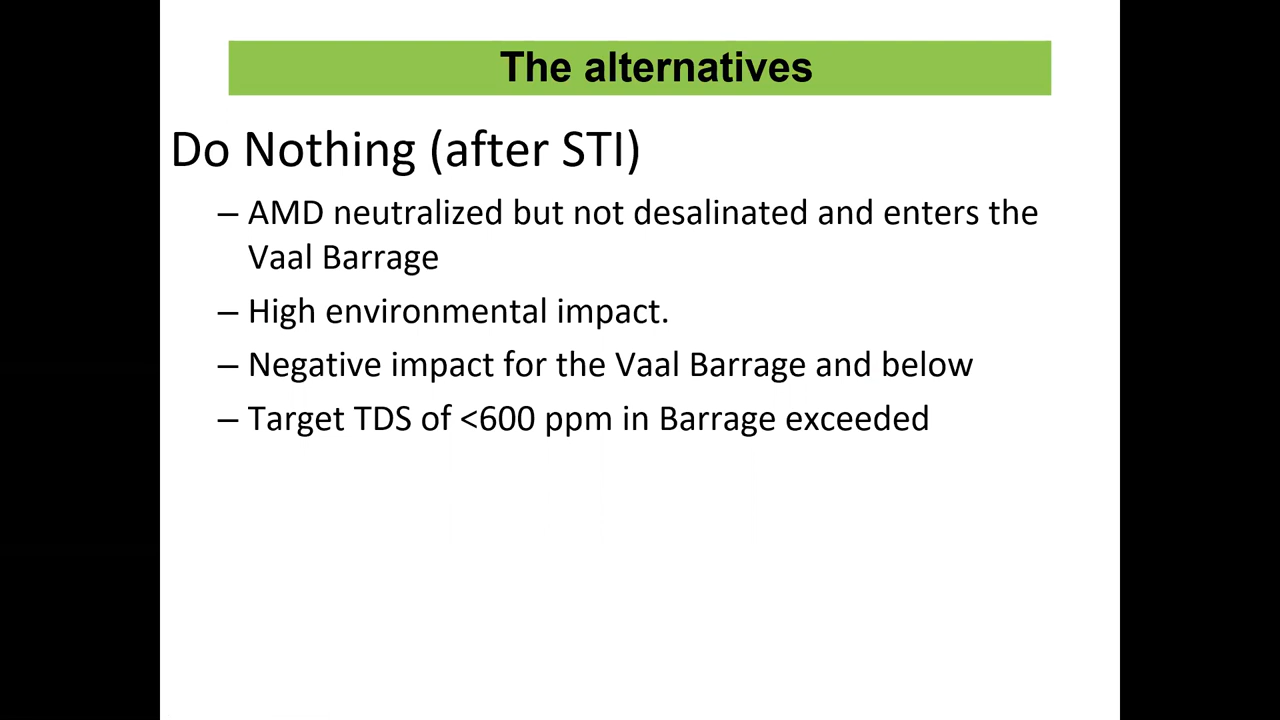 The alternatives
Do Nothing (after STI)
– AMD neutralized but not desalinated and enters the
Vaal Barrage
– High environmental impact.
– Negative impact for the Vaal Barrage and below
– Target TDS of <600 ppm in Barrage exceeded